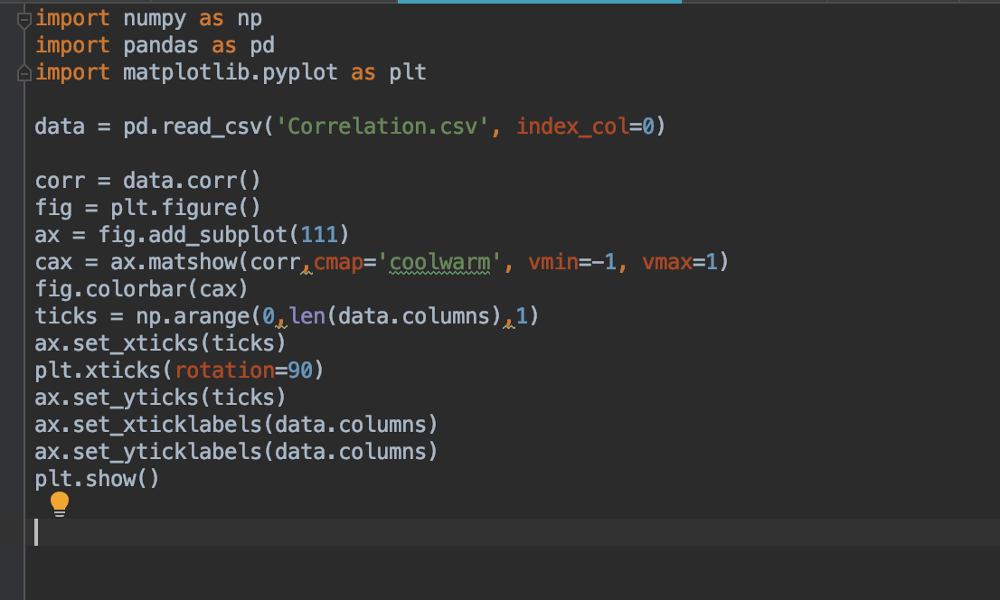 import numpy as np
import pandas as pd
import matplotlib.pyplot as plt
data = pd.read_csv('Correlation.csv', index_col=0)
corr = data.corr()
fig = plt.figure()
ax = fig.add_subplot(111)
cax = ax.matshow(corr,cmap='coolwarm', vmin=-1, vmax=1)
fig.colorbar(cax)
ticks = np.arange(0,len(data.columns),1)
ax.set_xticks(ticks)
plt.xticks(rotation=90)
ax.set_yticks(ticks)
ax.set_xticklabels(data.columns)
ax.set_yticklabels(data.columns)
plt.show()